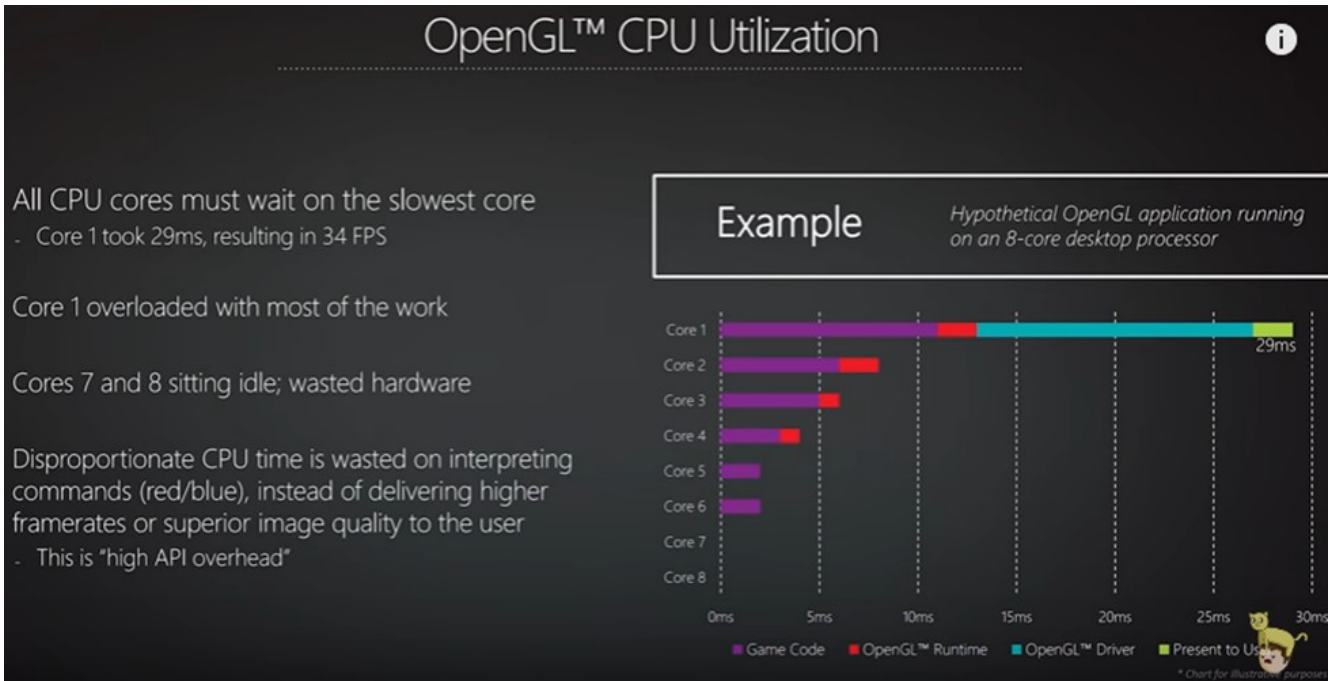 OpenGL™ CPU Utilization
i
All CPU cores must wait on the slowest core
- Core 1 took 29ms, resulting in 34 FPS
Core 1 overloaded with most of the work
Cores 7 and 8 sitting idle; wasted hardware
Disproportionate CPU time is wasted on interpreting
commands (red/blue), instead of delivering higher
framerates or superior image quality to the user
- This is “high API overhead”
Example
Hypothetical OpenGL application running
on an 8-core desktop processor
Core 1
29ms
Core 2
Core 3
Core 4
Core 5
Core 6
Core 7
Core 8
0ms 5ms 10ms 15ms 20ms 25ms 30ms
Game Code OpenGL™ Runtime OpenGL™ Driver Present to
* Chart for illustrative purposes